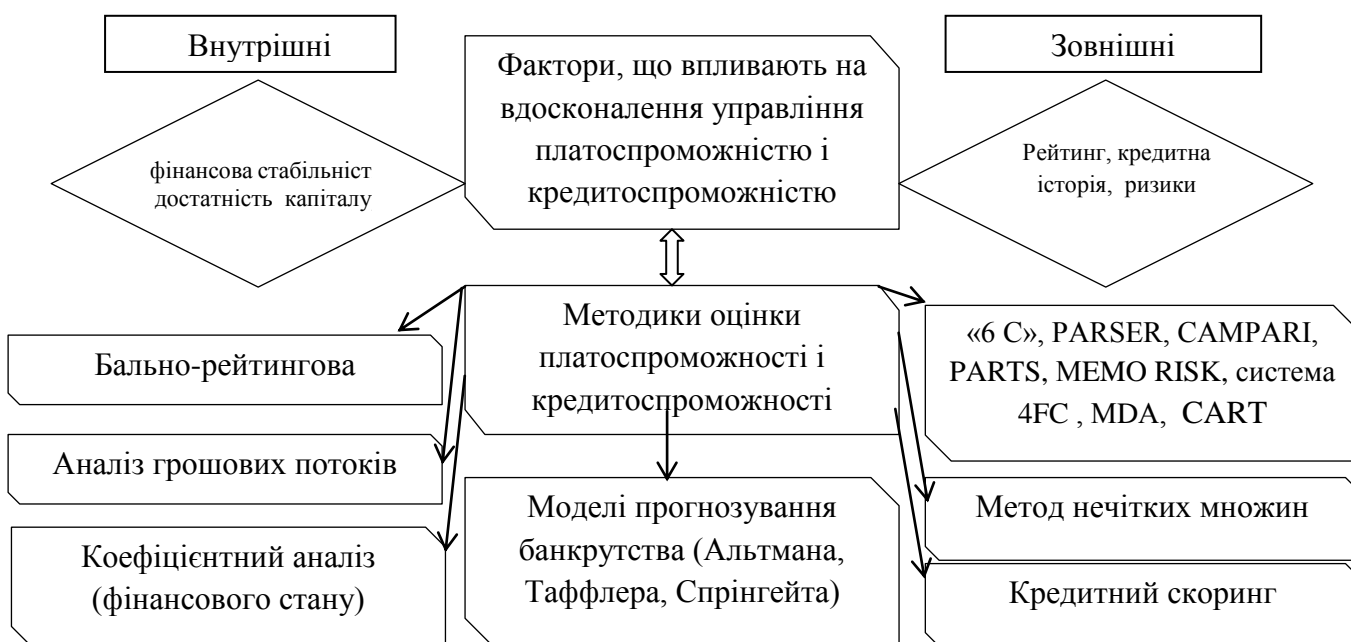 Внутрішні
Фактори, що впливають на
вдосконалення управління
платоспроможністю і
кредитоспроможністю
Зовнішні
фінансова стабільніст
достатність капіталу
Рейтинг, кредитна
історія, ризики
Методики оцінки
платоспроможності і
кредитоспроможності
Бально-рейтингова
Аналіз грошових потоків
Коефіцієнтний аналіз
(фінансового стану)
Моделі прогнозування
банкрутства (Альтмана,
Таффлера, Спрінгейта)
«6 С», PARSER, CAMPARI,
PARTS, MEMO RISK, система
4FC , MDA, CART
Метод нечітких множин
Кредитний скоринг